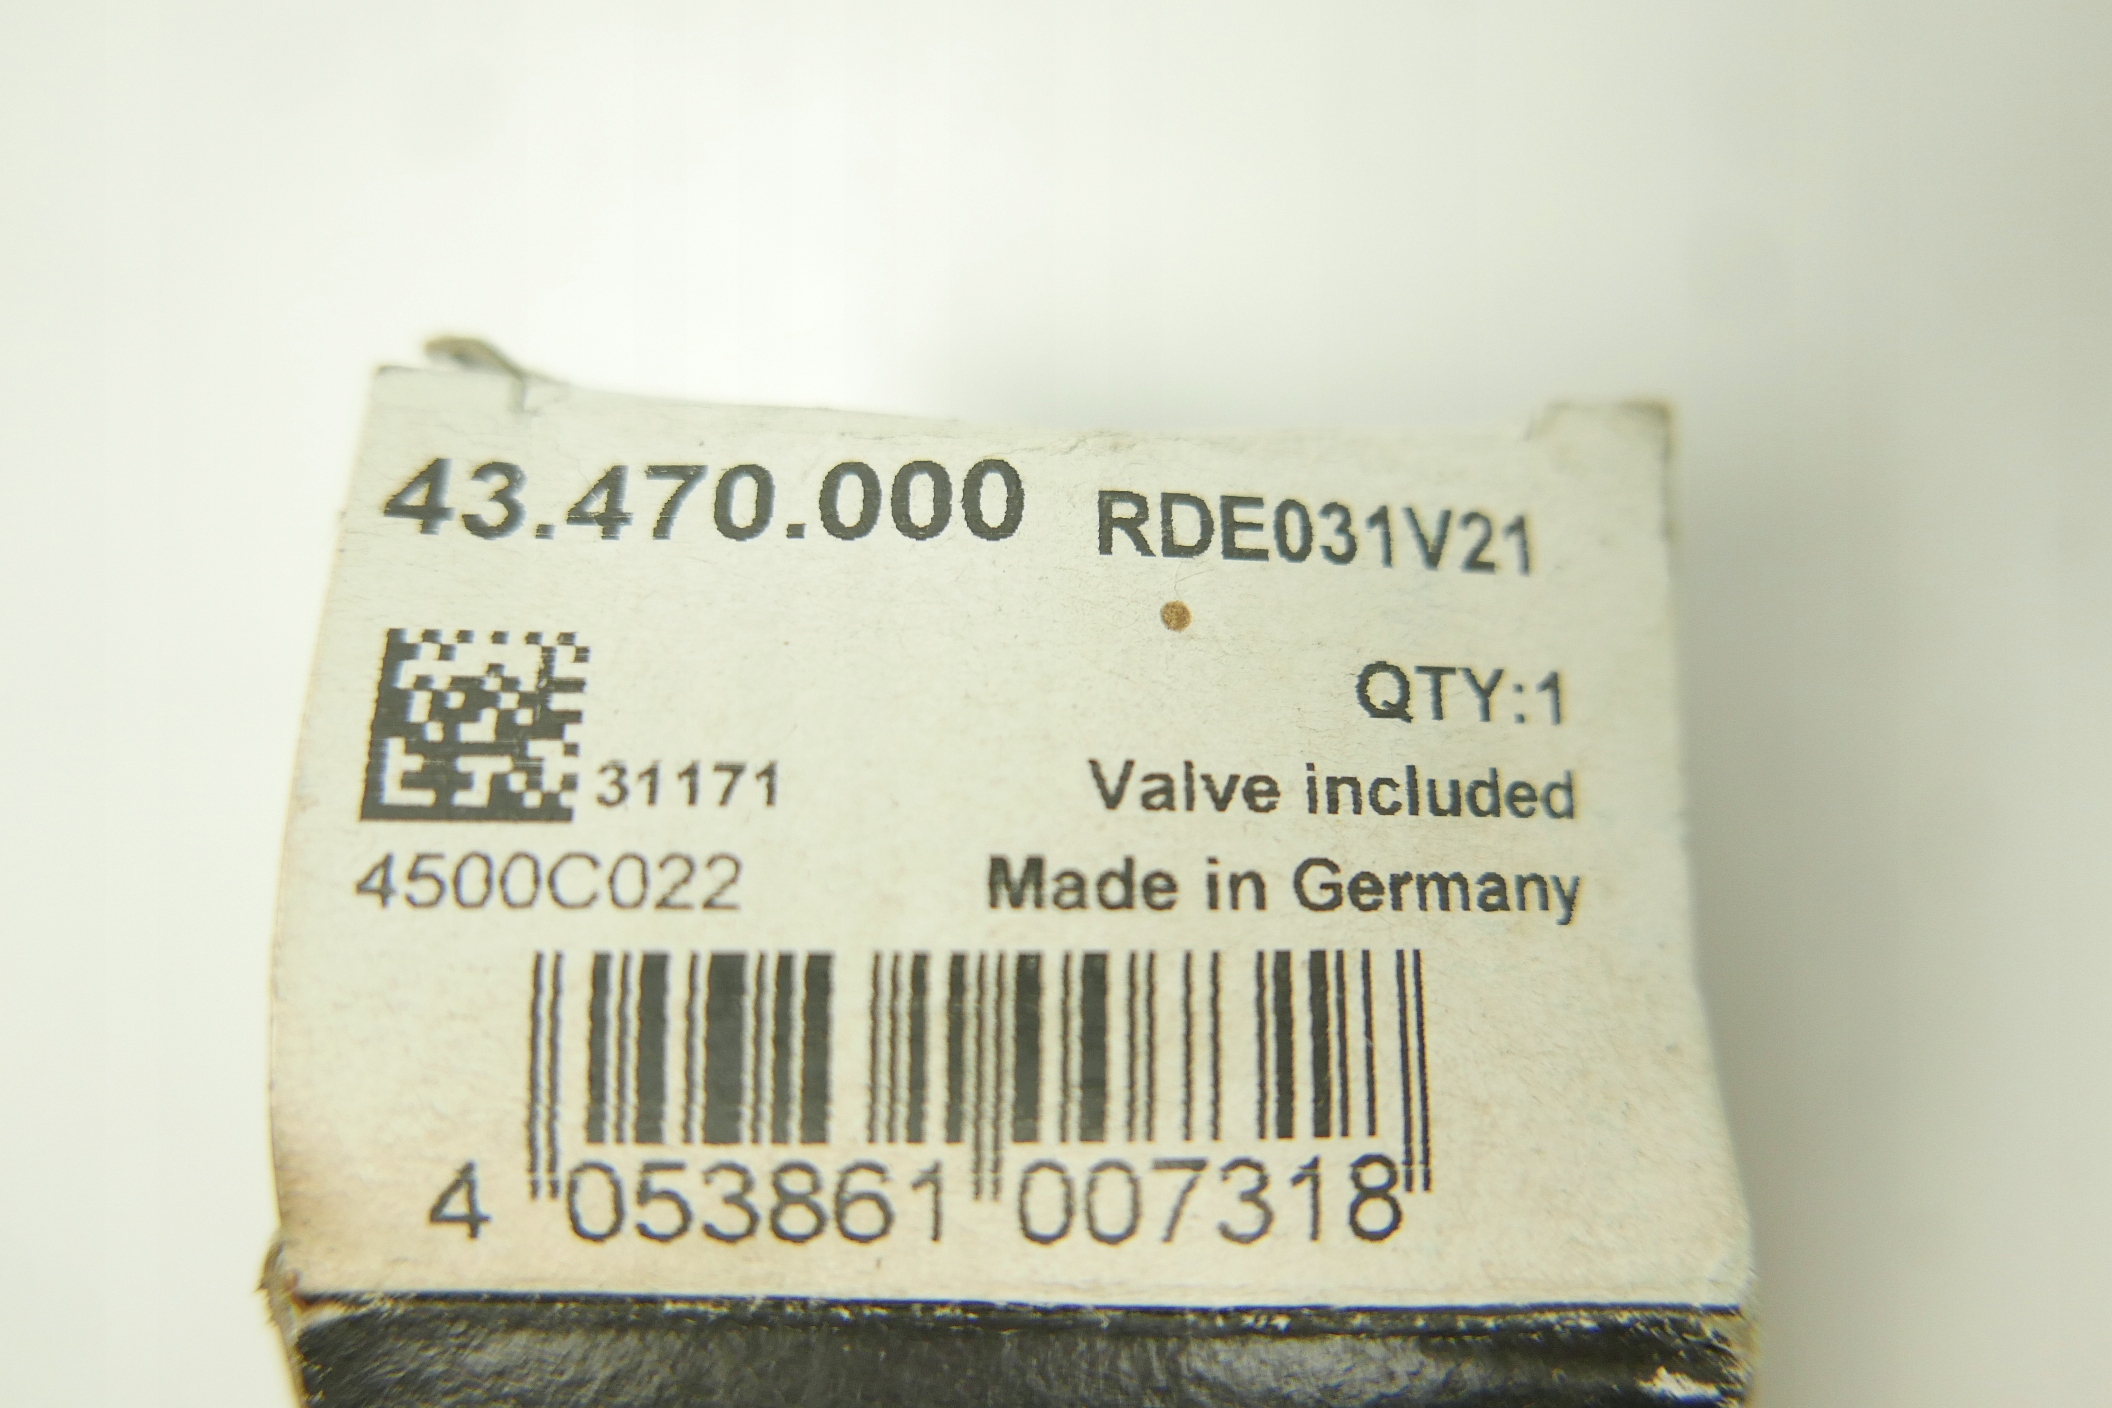 43.470.000 RDE031V21
QTY:1
31171 Valve included
4500C022 Made in Germany
4 053861 007318